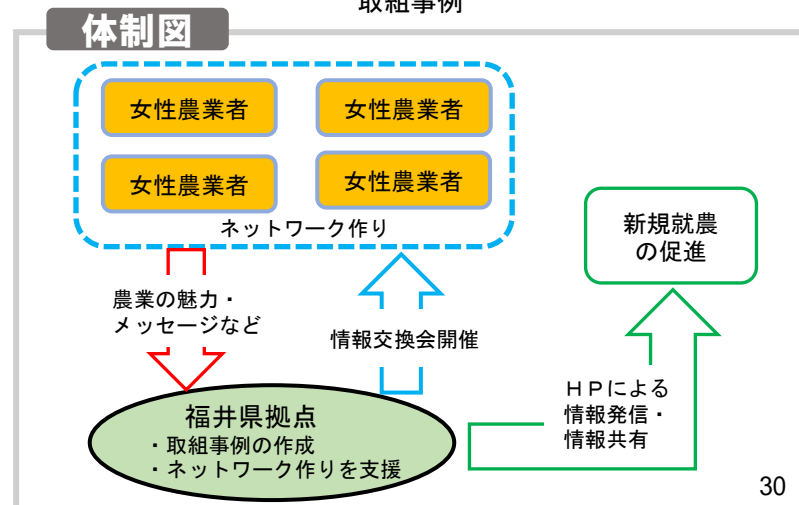 取組事例
体制図
女性農業者
女性農業者
女性農業者
女性農業者
ネットワーク作り
農業の魅力・
メッセージなど
情報交換会開催
新規就農
の促進
ＨＰによる
情報発信・
情報共有
福井県拠点
・取組事例の作成
・ネットワーク作りを支援
30